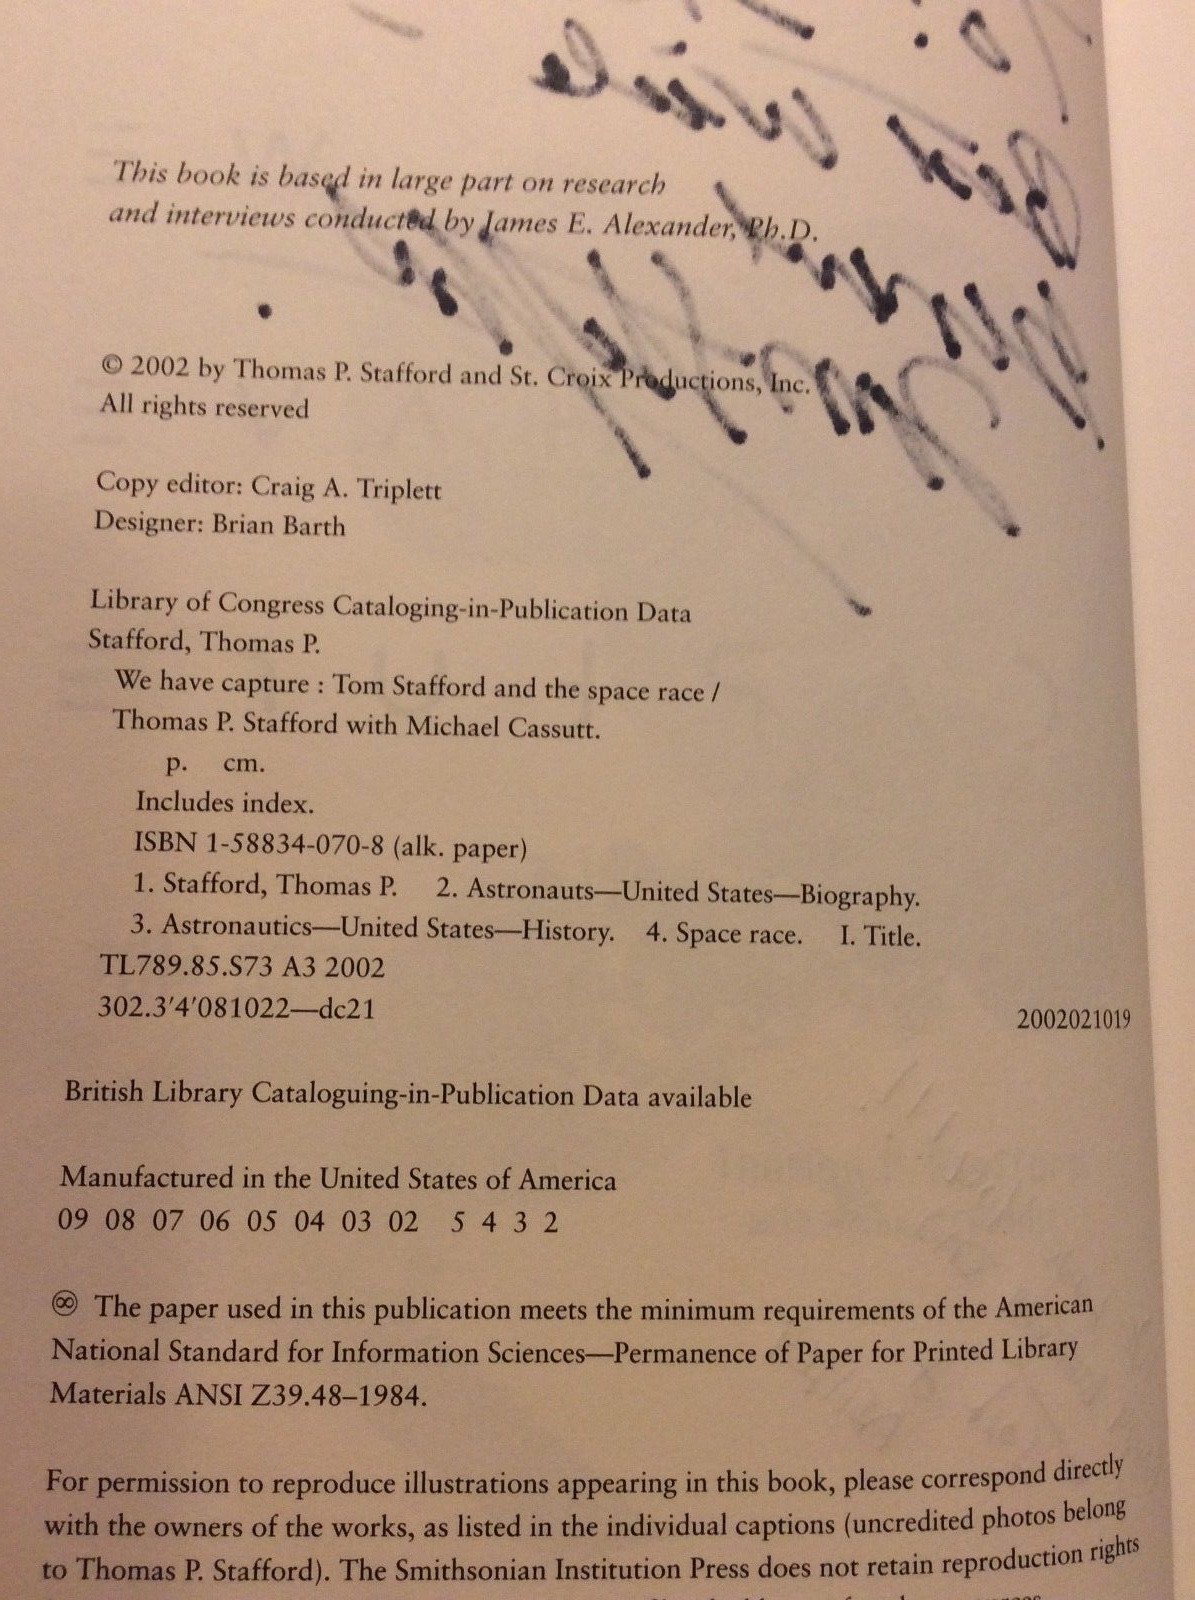 This book is based in large part on research
and interviews conducted by James E. Alexander, Ph.D.
© 2002 by Thomas P. Stafford and St. Croix Productions, Inc.
All rights reserved
Copy editor: Craig A. Triplett
Designer: Brian Barth
Library of Congress Cataloging-in-Publication Data
Stafford, Thomas P.
We have capture : Tom Stafford and the space race /
Thomas P. Stafford with Michael Cassutt.
p. cm.
Includes index.
ISBN 1-58834-070-8 (alk. paper)
1. Stafford, Thomas P. 2. Astronauts—United States—Biography.
3. Astronautics—United States—History. 4. Space race. I. Title.
TL789.85.S73 A3 2002
302.3′4′081022—dc21
2002021019
British Library Cataloguing-in-Publication Data available
Manufactured in the United States of America
09 08 07 06 05 04 03 02 5 4 3 2
♾ The paper used in this publication meets the minimum requirements of the American
National Standard for Information Sciences—Permanence of Paper for Printed Library
Materials ANSI Z39.48–1984.
For permission to reproduce illustrations appearing in this book, please correspond directly
with the owners of the works, as listed in the individual captions (uncredited photos belong
to Thomas P. Stafford). The Smithsonian Institution Press does not retain reproduction rights